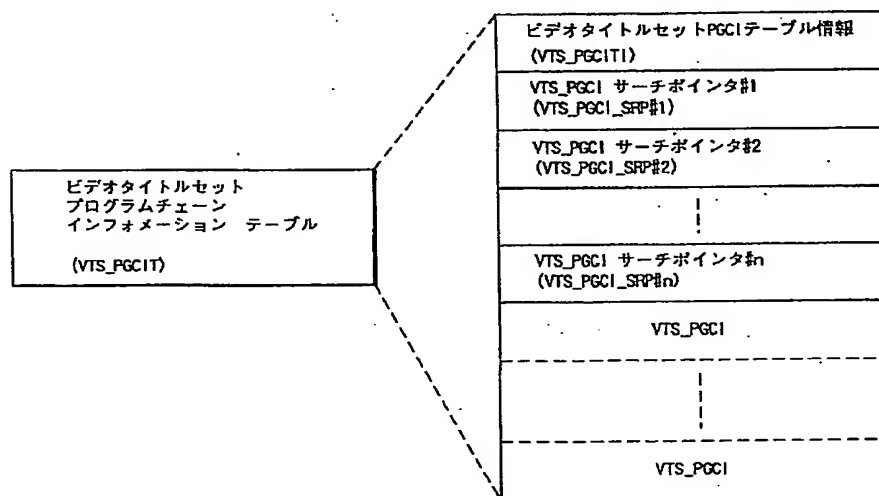 ビデオタイトルセット
プログラムチェーン
インフォメーション テーブル
(VTS_PGCIT)
ビデオタイトルセットPGCIテーブル情報
(VTS_PGCITI)
VTS_PGCI サーチポインタ#1
(VTS_PGCI_SRP#1)
VTS_PGCI サーチポインタ#2
(VTS_PGCI_SRP#2)
VTS_PGCI サーチポインタ#n
(VTS_PGCI_SRP#n)
VTS_PGCI
VTS_PGCI